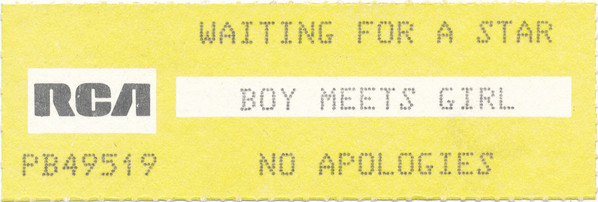 WAITING FOR A STAR
RCA
BOY MEETS GIRL
PB49519
NO APOLOGIES